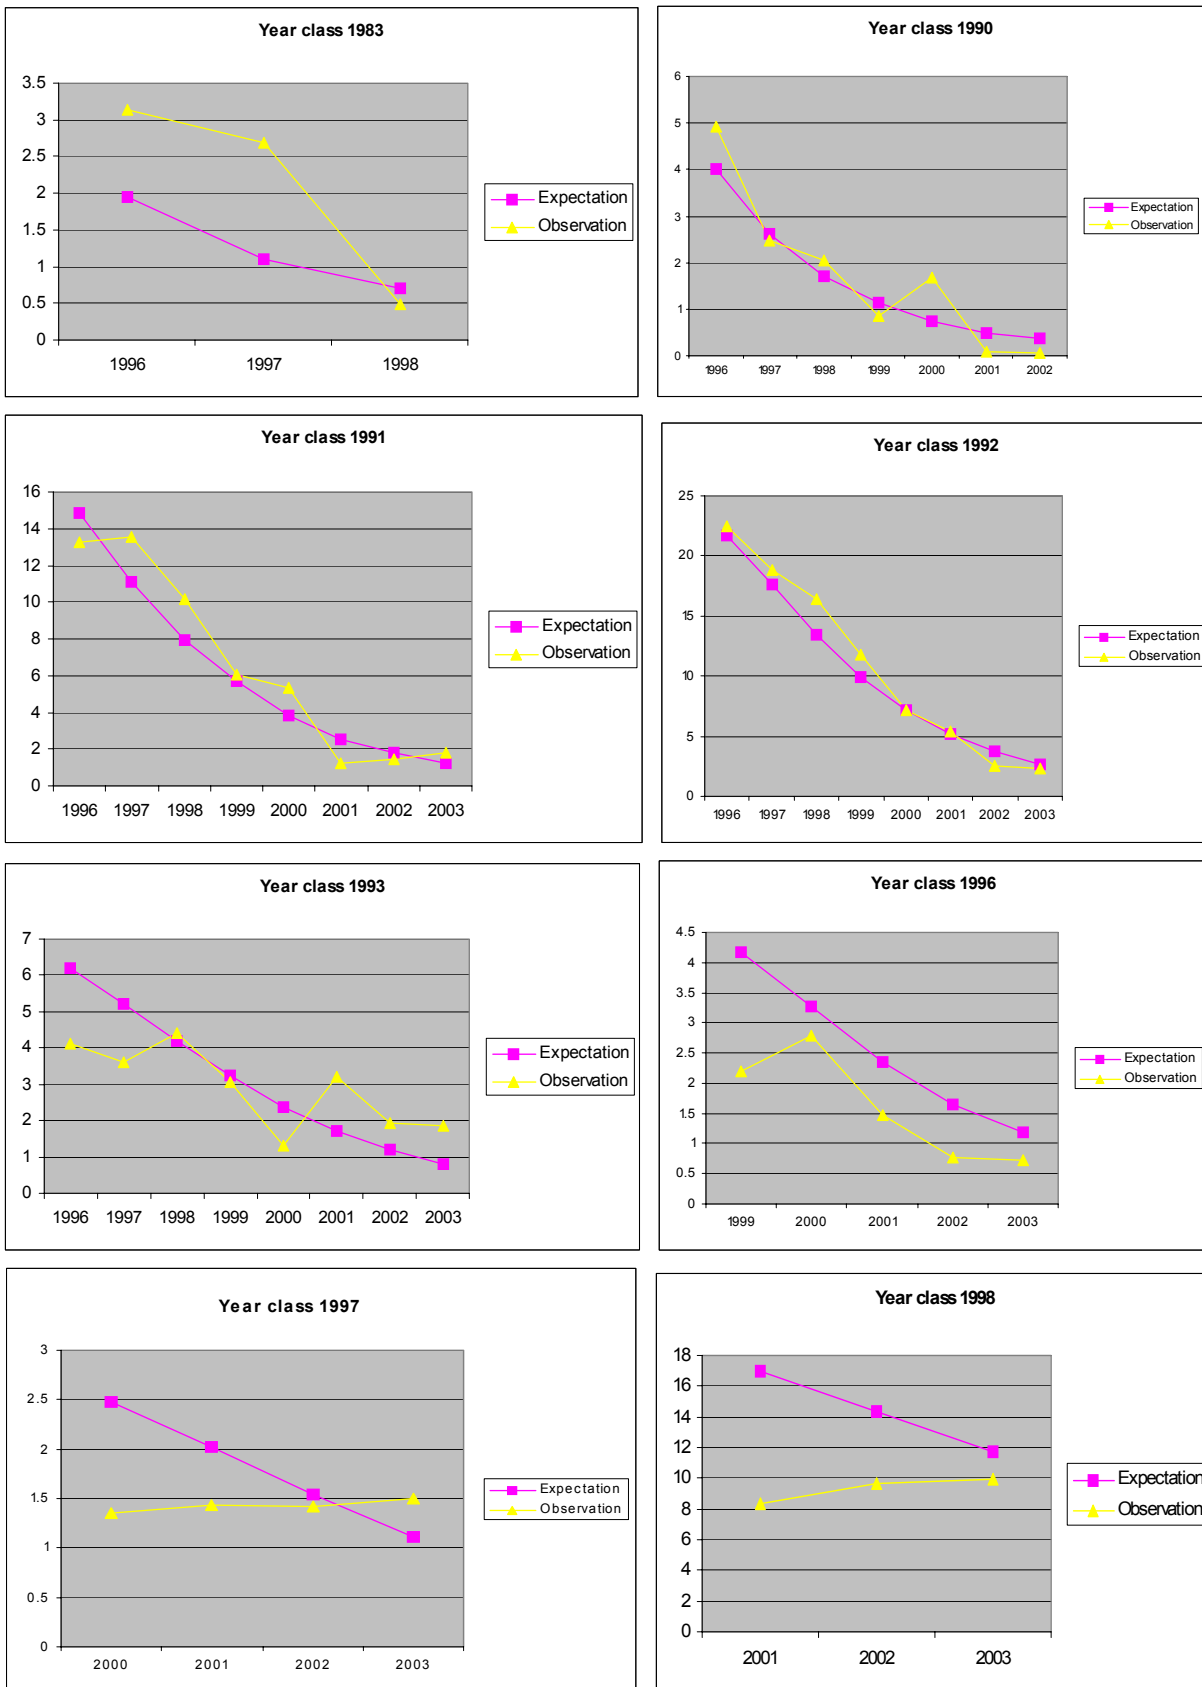 Year class 1983
3.5
3
2.5
2
1.5
1
0.5
0
1996 1997 1998
Expectation
Observation
Year class 1990
6
5
4
3
2
1
0
1996 1997 1998 1999 2000 2001 2002
Expectation
Observation
Year class 1991
16
14
12
10
8
6
4
2
0
1996 1997 1998 1999 2000 2001 2002 2003
Expectation
Observation
Year class 1992
25
20
15
10
5
0
1996 1997 1998 1999 2000 2001 2002 2003
Expectation
Observation
Year class 1993
7
6
5
4
3
2
1
0
1996 1997 1998 1999 2000 2001 2002 2003
Expectation
Observation
Year class 1996
4.5
4
3.5
3
2.5
2
1.5
1
0.5
0
1999 2000 2001 2002 2003
Expectation
Observation
Year class 1997
3
2.5
2
1.5
1
0.5
0
2000 2001 2002 2003
Expectation
Observation
Year class 1998
18
16
14
12
10
8
6
4
2
0
2001 2002 2003
Expectation
Observation